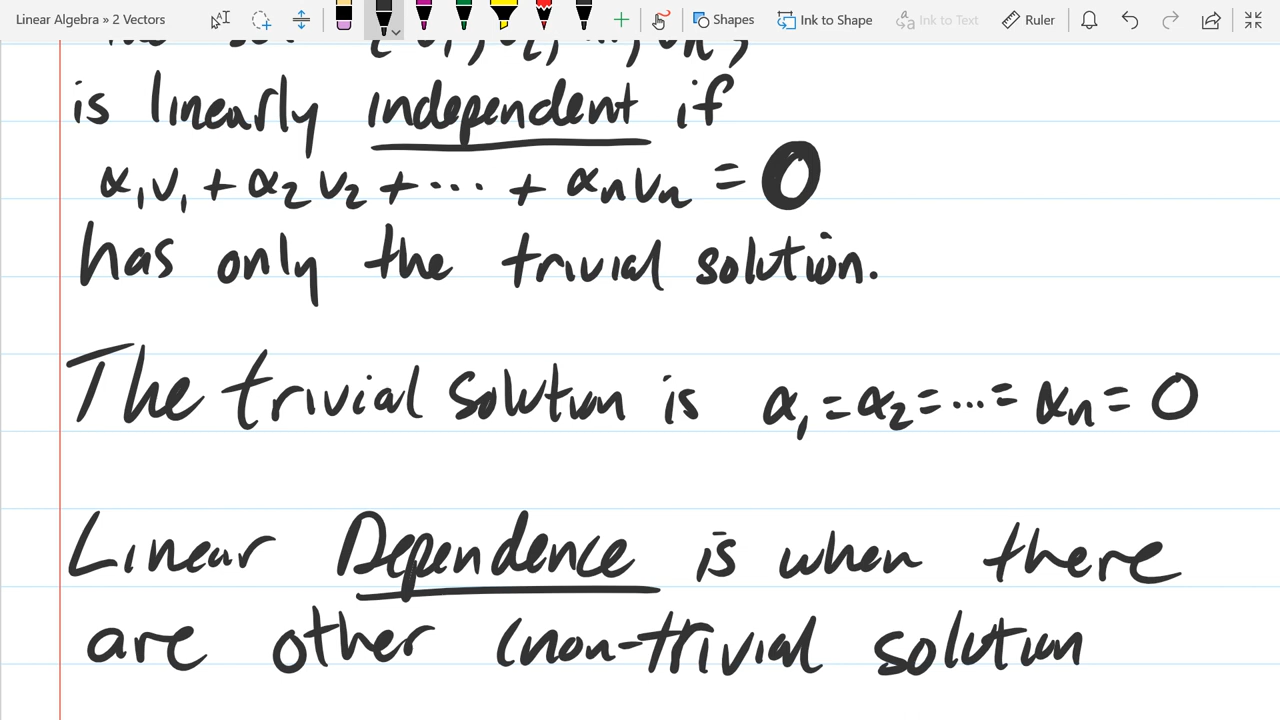 Linear Algebra » 2 Vectors
Shapes
Ink to Shape
Ink to Text
Ruler
is linearly independent if
α₁v₁ + α₂v₂ + ··· + αₙvₙ = 0
has only the trivial solution.
The trivial solution is α₁ = α₂ = ... = αₙ = 0
Linear Dependence is when there
are other (non-trivial solution